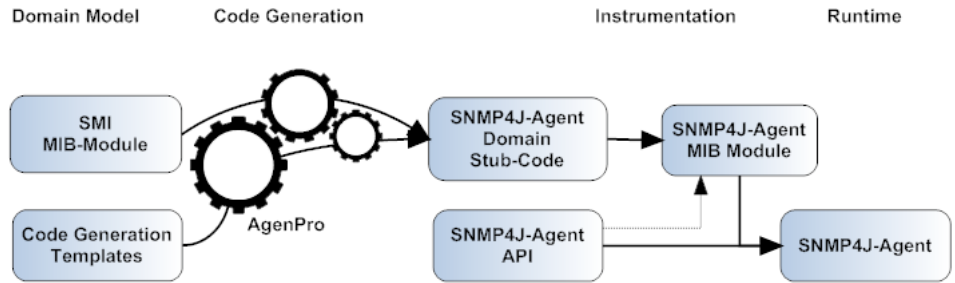 Domain Model
Code Generation
Instrumentation
Runtime
SMI
MIB-Module
SNMP4J-Agent
Domain
Stub-Code
SNMP4J-Agent
MIB Module
Code Generation
Templates
AgenPro
SNMP4J-Agent
API
SNMP4J-Agent